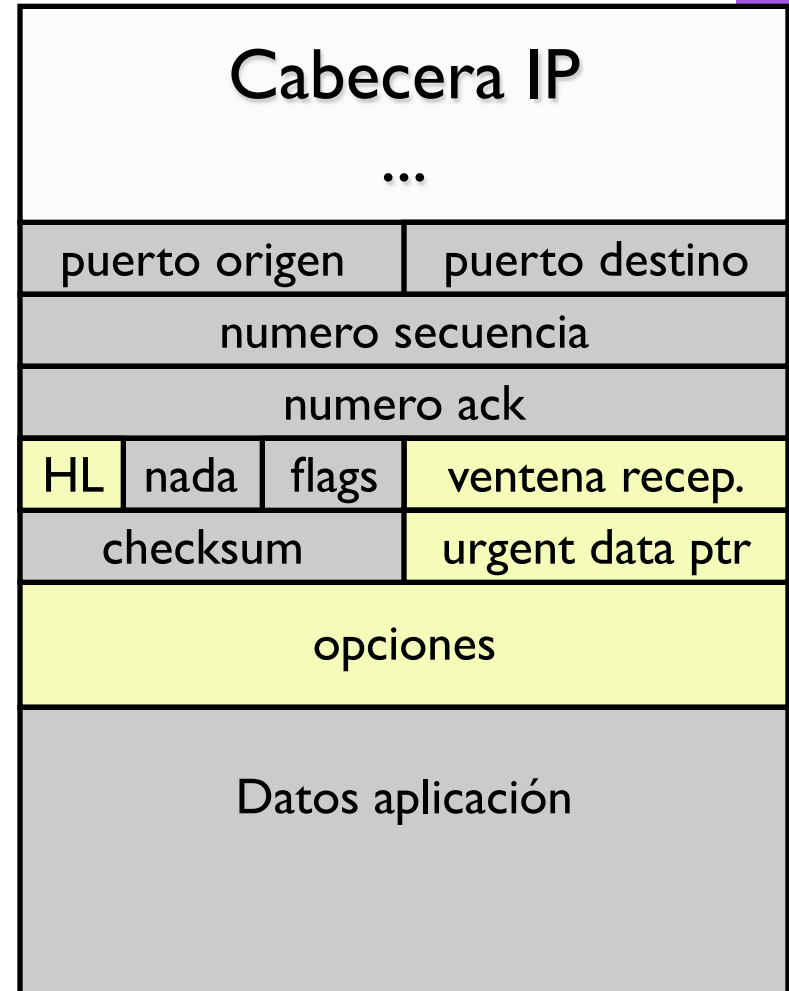 Cabecera IP
...
puerto origen puerto destino
numero secuencia
numero ack
HL nada flags ventena recep.
checksum urgent data ptr
opciones
Datos aplicación